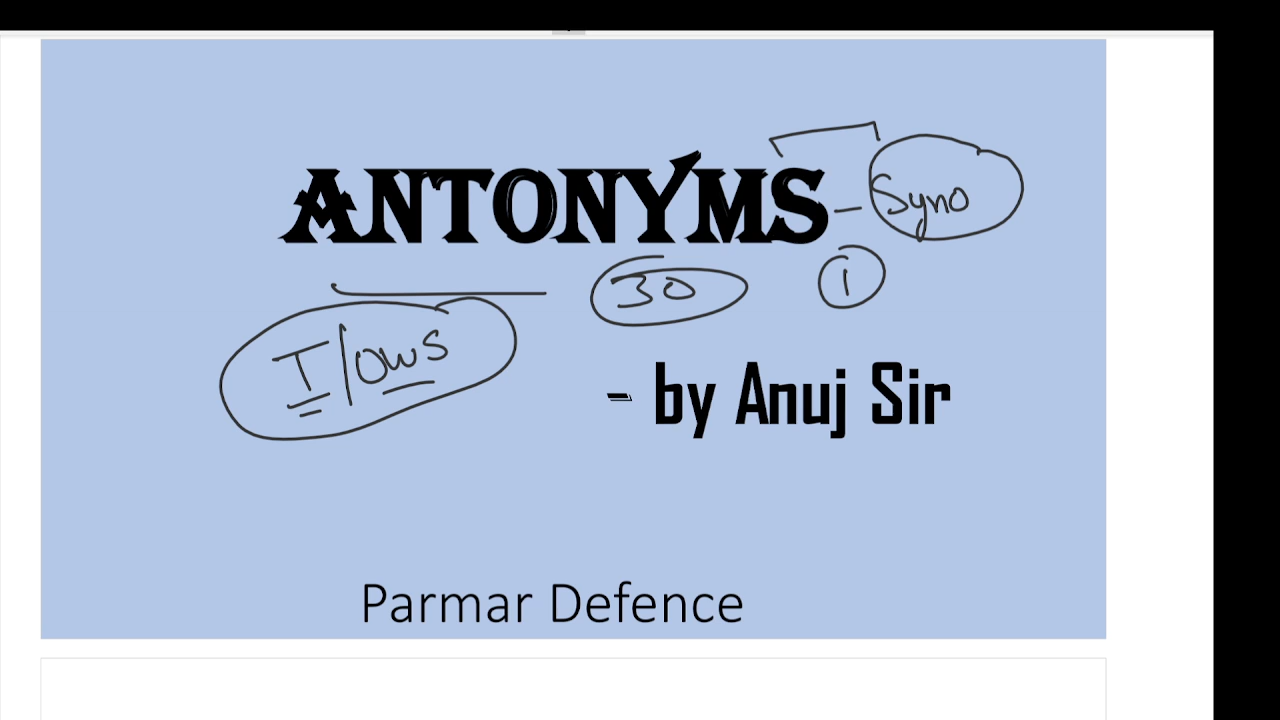 ANTONYMS - Syno
30 1
I/OWS
- by Anuj Sir
Parmar Defence